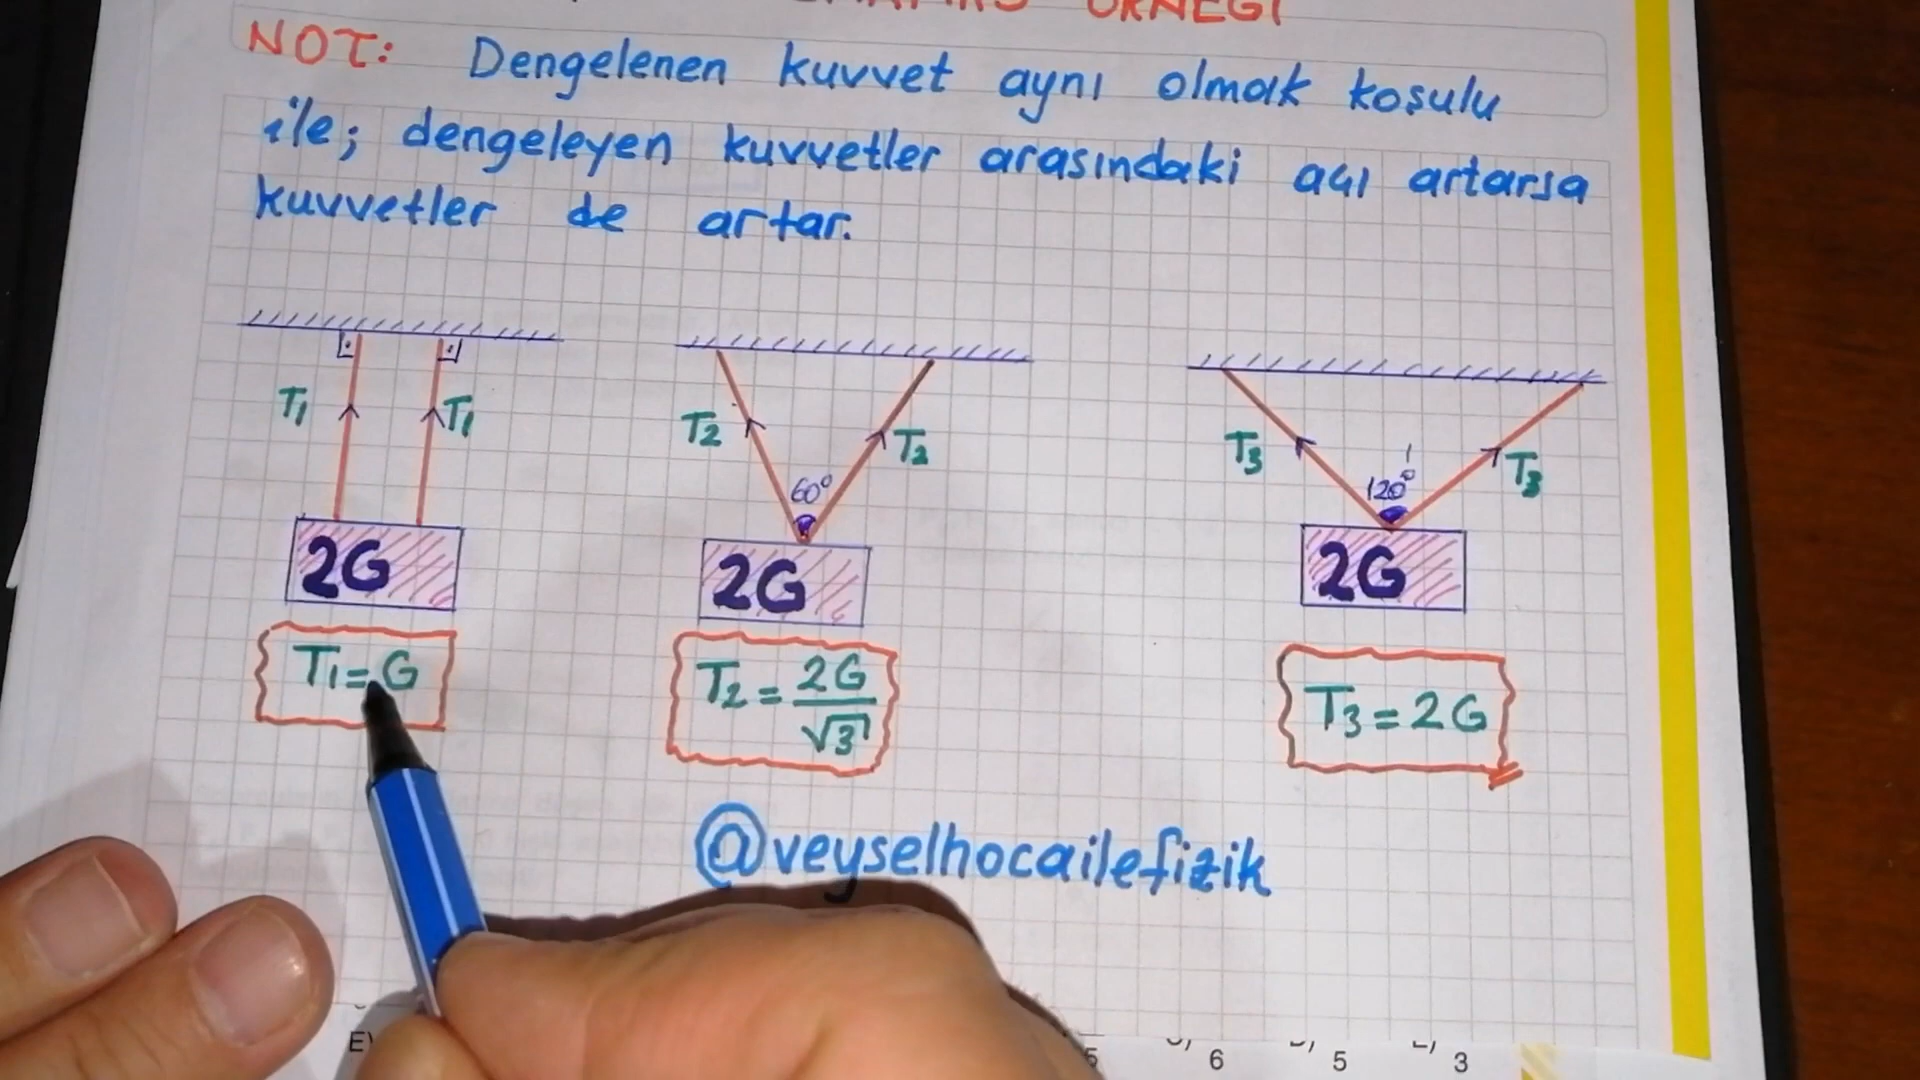 ÖRNEĞİ
NOT: Dengelenen kuvvet aynı olmak koşulu
ile; dengeleyen kuvvetler arasındaki açı artarsa
kuvvetler de artar.
T1 T1 T2 T2 T3 T3
60° 120°
2G 2G 2G
T1=G T2=2G/√3 T3=2G
@veyselhocailefizik
E) 6 5 3